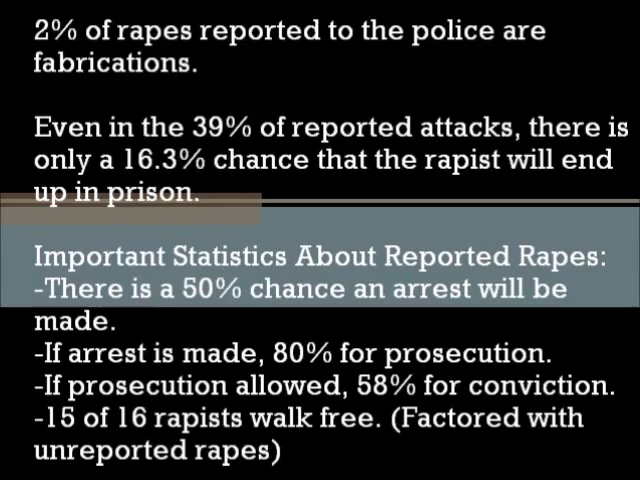 2% of rapes reported to the police are
fabrications.
Even in the 39% of reported attacks, there is
only a 16.3% chance that the rapist will end
up in prison.
Important Statistics About Reported Rapes:
-There is a 50% chance an arrest will be
made.
-If arrest is made, 80% for prosecution.
-If prosecution allowed, 58% for conviction.
-15 of 16 rapists walk free. (Factored with
unreported rapes)